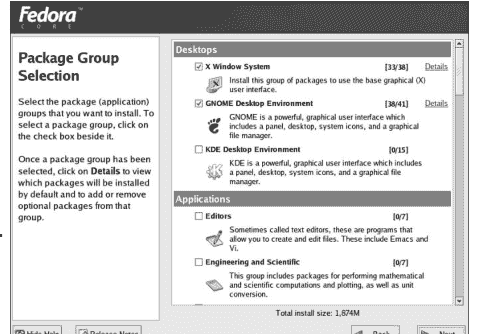 Fedora™
CORE
Package Group
Selection
Select the package (application)
groups that you want to install. To
select a package group, click on
the check box beside it.
Once a package group has been
selected, click on Details to view
which packages will be installed
by default and to add or remove
optional packages from that
group.
Desktops
X Window System [33/38] Details
Install this group of packages to use the base graphical (X)
user interface.
GNOME Desktop Environment [38/41] Details
GNOME is a powerful, graphical user interface which
includes a panel, desktop, system icons, and a graphical
file manager.
KDE Desktop Environment [0/15]
KDE is a powerful, graphical user interface which includes
a panel, desktop, system icons, and a graphical file
manager.
Applications
Editors [0/7]
Sometimes called text editors, these are programs that
allow you to create and edit files. These include Emacs and
Vi.
Engineering and Scientific [0/7]
This group includes packages for performing mathematical
and scientific computations and plotting, as well as unit
conversion.
Total install size: 1,874M
Hide Help
Release Notes
Back
Next